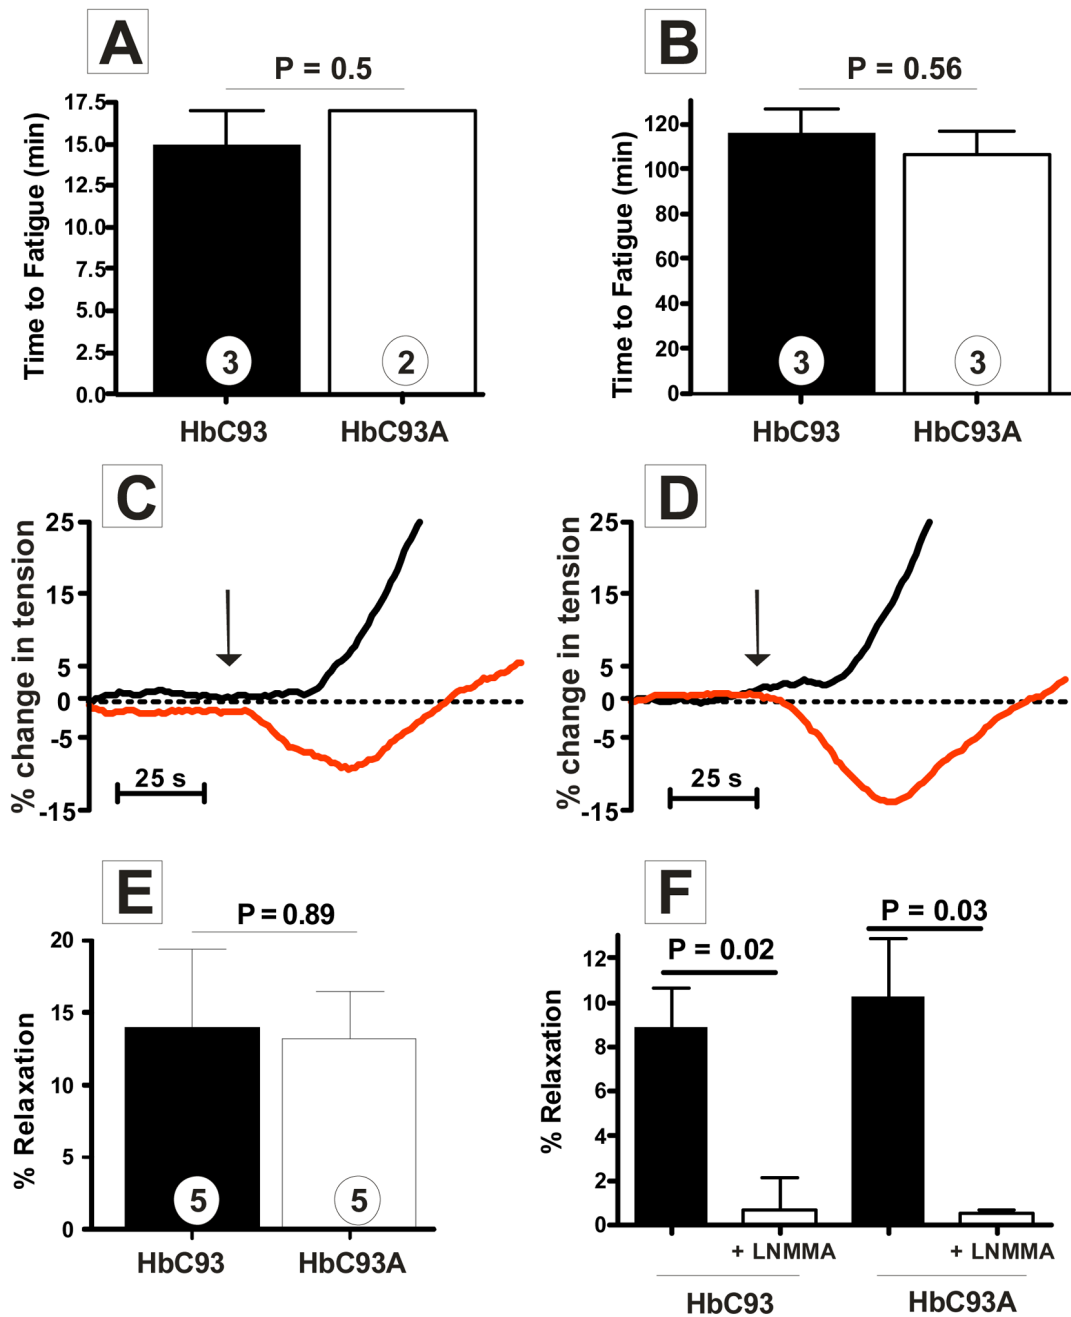 A
P = 0.5
Time to Fatigue (min)
17.5
15.0
12.5
10.0
7.5
5.0
2.5
0.0
3
2
HbC93
HbC93A
B
P = 0.56
Time to Fatigue (min)
120
100
80
60
40
20
0
3
3
HbC93
HbC93A
C
% change in tension
25
15
5
0
-5
-15
25 s
D
% change in tension
25
15
5
0
-5
-15
25 s
E
P = 0.89
% Relaxation
20
15
10
5
0
5
5
HbC93
HbC93A
F
P = 0.02
P = 0.03
% Relaxation
12
10
8
6
4
2
0
+ LNMMA
+ LNMMA
HbC93
HbC93A